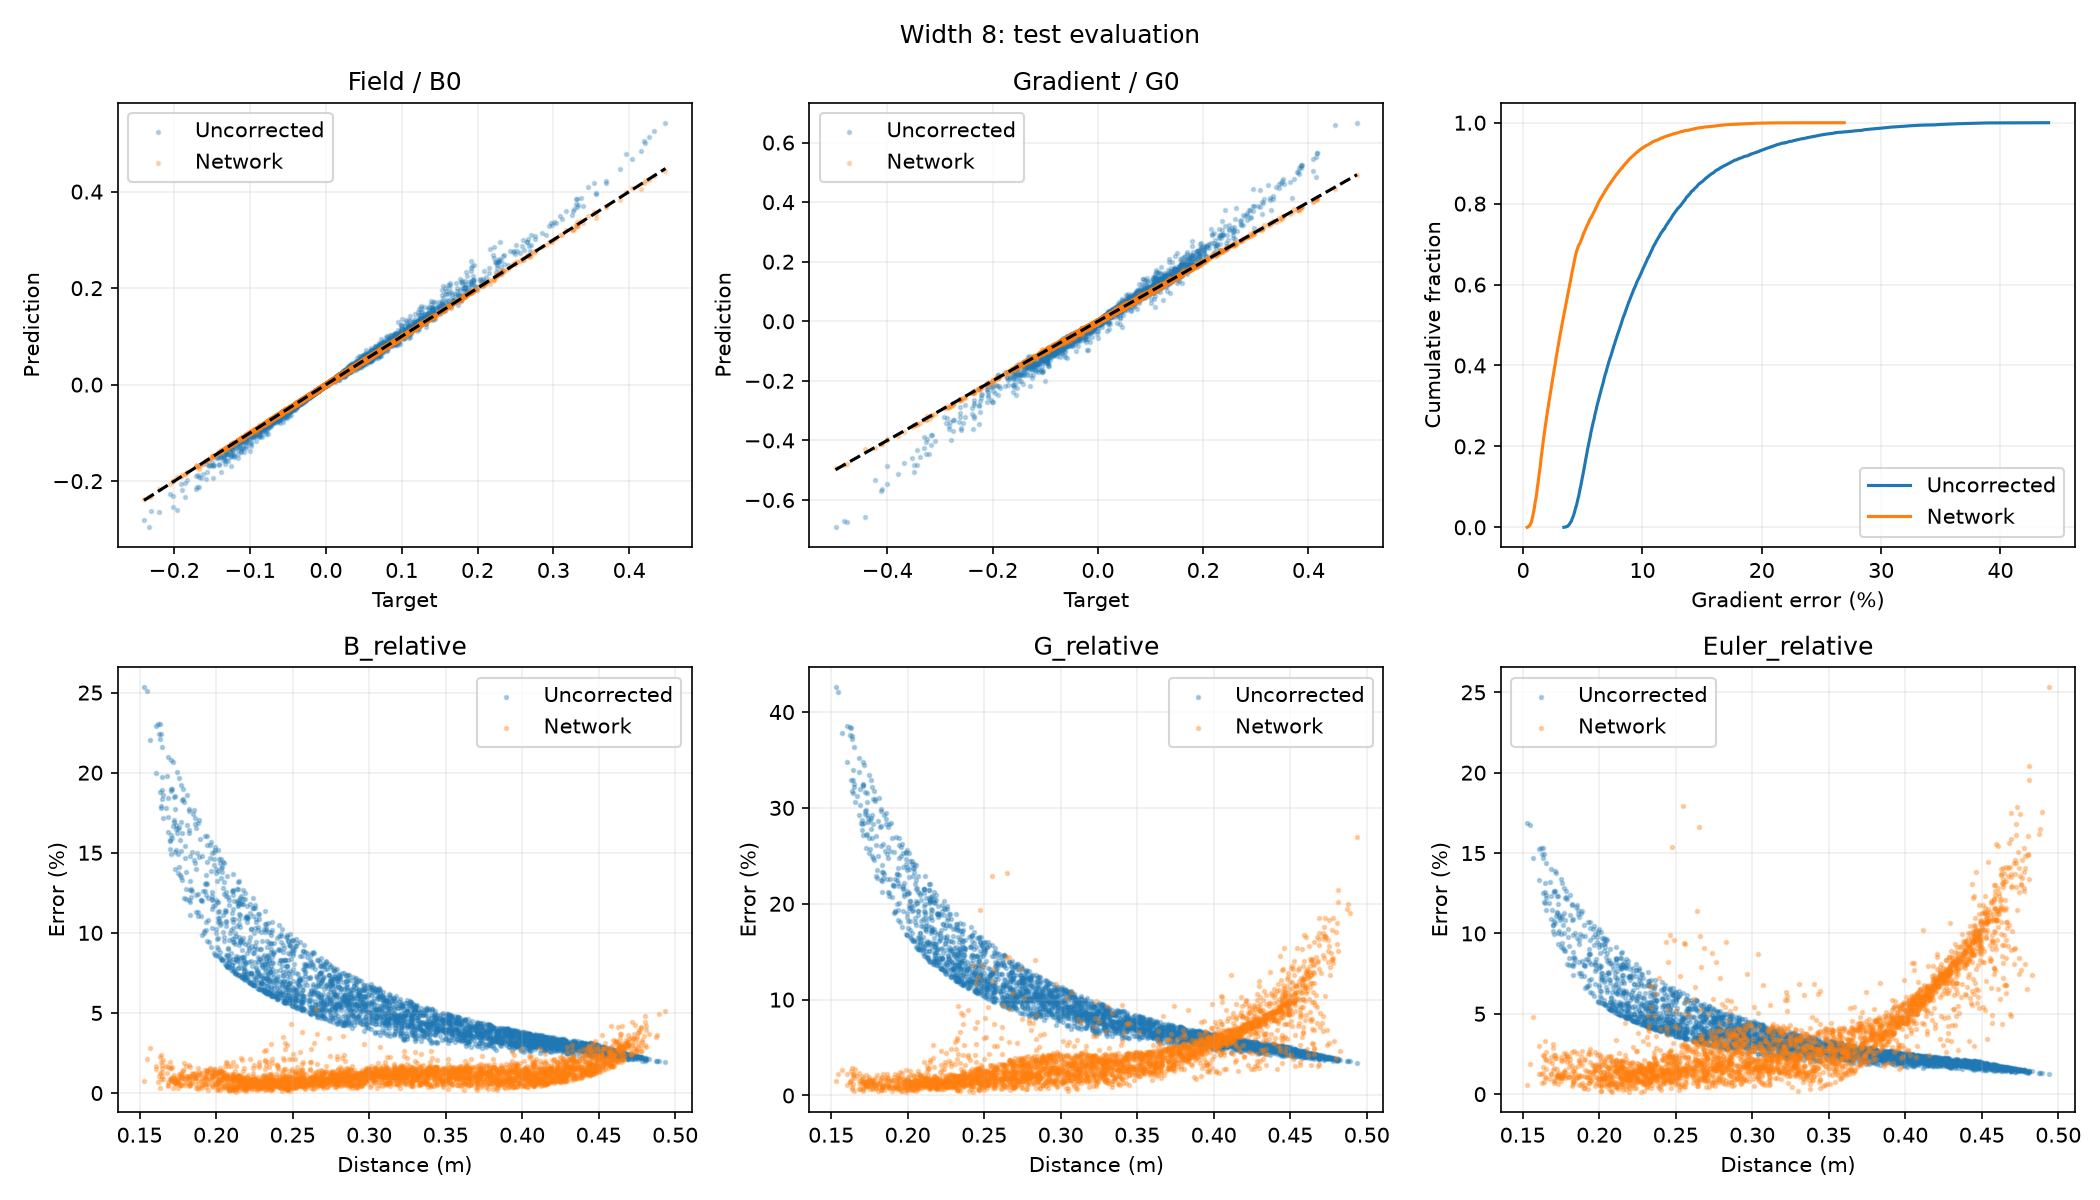 Width 8: test evaluation
Field / B0
Uncorrected
Network
0.4
0.2
0.0
−0.2
Prediction
−0.2
−0.1
0.0
0.1
0.2
0.3
0.4
Target
Gradient / G0
Uncorrected
Network
0.6
0.4
0.2
0.0
−0.2
−0.4
−0.6
Prediction
−0.4
−0.2
0.0
0.2
0.4
Target
1.0
0.8
0.6
0.4
0.2
0.0
Cumulative fraction
Uncorrected
Network
0
10
20
30
40
Gradient error (%)
B_relative
Uncorrected
Network
25
20
15
10
5
0
Error (%)
0.15
0.20
0.25
0.30
0.35
0.40
0.45
0.50
Distance (m)
G_relative
Uncorrected
Network
40
30
20
10
0
Error (%)
0.15
0.20
0.25
0.30
0.35
0.40
0.45
0.50
Distance (m)
Euler_relative
Uncorrected
Network
25
20
15
10
5
0
Error (%)
0.15
0.20
0.25
0.30
0.35
0.40
0.45
0.50
Distance (m)